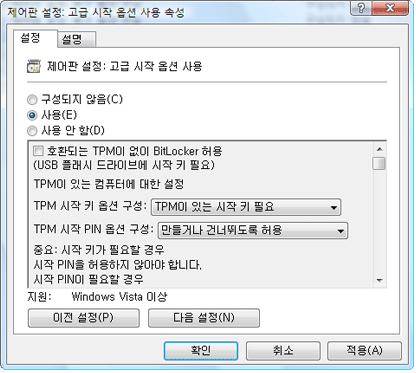 제어판 설정: 고급 시작 옵션 사용 속성
설정 설명
제어판 설정: 고급 시작 옵션 사용
구성되지 않음(C)
사용(E)
사용 안 함(D)
호환되는 TPM이 없이 BitLocker 허용
(USB 플래시 드라이브에 시작 키 필요)
TPM이 있는 컴퓨터에 대한 설정
TPM 시작 키 옵션 구성: TPM이 있는 시작 키 필요
TPM 시작 PIN 옵션 구성: 만들거나 건너뛰도록 허용
중요: 시작 키가 필요할 경우
시작 PIN을 허용하지 않아야 합니다.
시작 PIN이 필요할 경우
지원: Windows Vista 이상
이전 설정(P) 다음 설정(N)
확인 취소 적용(A)